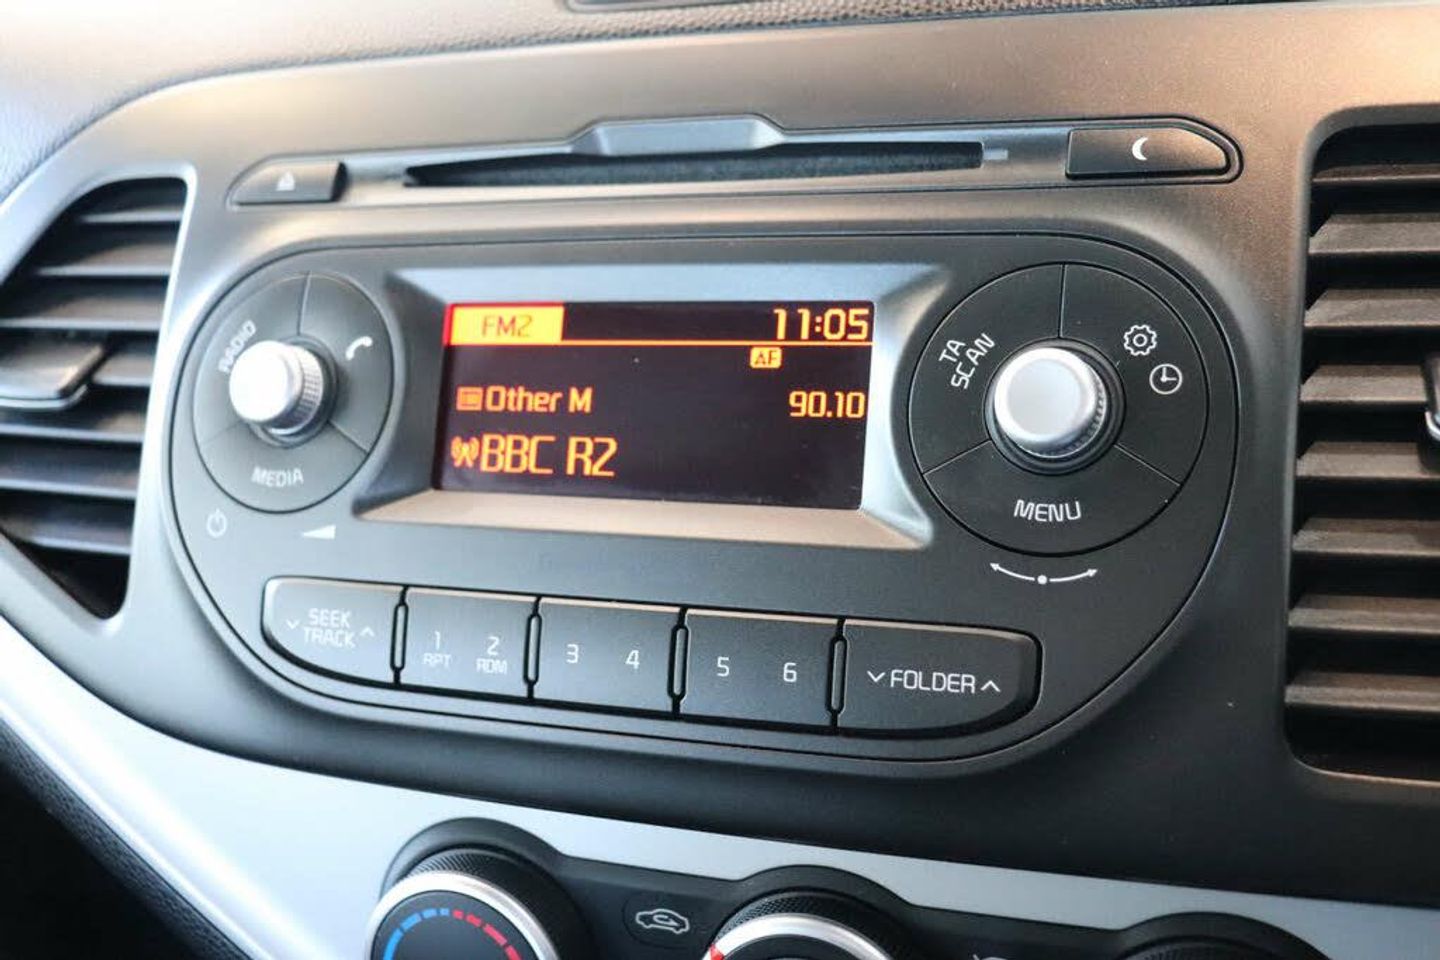 FM2 11:05
AF
Other M 90.10
BBC R2
RADIO
MEDIA
TA
SCAN
MENU
SEEK
TRACK
1 2
RPT RDM
3 4
5 6
FOLDER